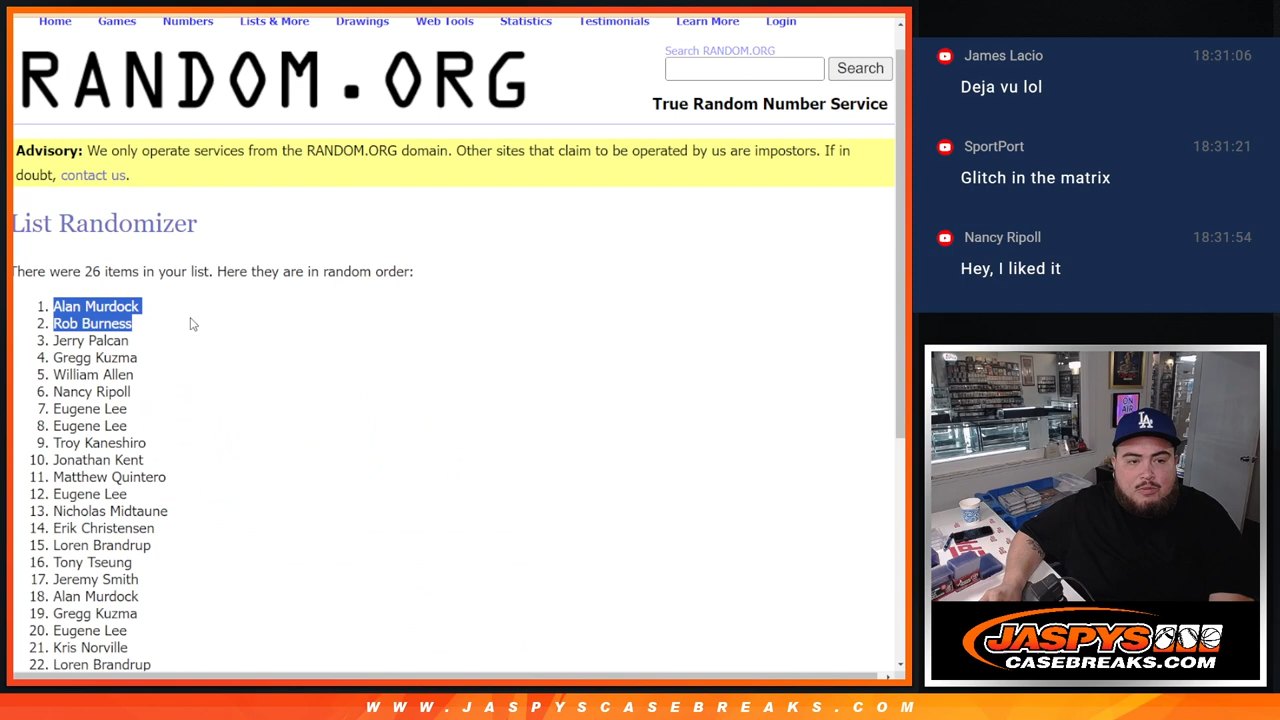 Home Games Numbers Lists & More Drawings Web Tools Statistics Testimonials Learn More Login
RANDOM.ORG
Search RANDOM.ORG
Search
True Random Number Service
Advisory: We only operate services from the RANDOM.ORG domain. Other sites that claim to be operated by us are impostors. If in
doubt, contact us.
List Randomizer
There were 26 items in your list. Here they are in random order:
1. Alan Murdock
2. Rob Burness
3. Jerry Palcan
4. Gregg Kuzma
5. William Allen
6. Nancy Ripoll
7. Eugene Lee
8. Eugene Lee
9. Troy Kaneshiro
10. Jonathan Kent
11. Matthew Quintero
12. Eugene Lee
13. Nicholas Midtaune
14. Erik Christensen
15. Loren Brandrup
16. Tony Tseung
17. Jeremy Smith
18. Alan Murdock
19. Gregg Kuzma
20. Eugene Lee
21. Kris Norville
22. Loren Brandrup
James Lacio 18:31:06
Deja vu lol
SportPort 18:31:21
Glitch in the matrix
Nancy Ripoll 18:31:54
Hey, I liked it
ON
AIR
LA
JASPYS
CASEBREAKS.COM
WWW.JASPYSCASEBREAKS.COM